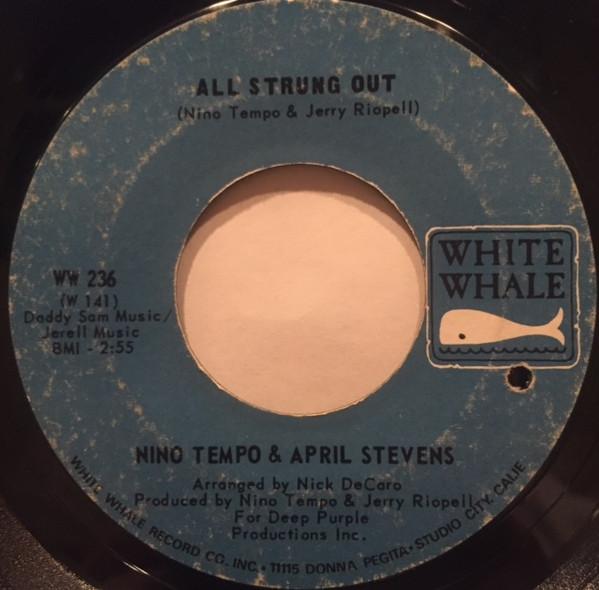 ALL STRUNG OUT
(Nino Tempo & Jerry Riopell)
WHITE
WHALE
WW 236
(W 141)
Daddy Sam Music/
Jerell Music
BMI - 2:55
NINO TEMPO & APRIL STEVENS
Arranged by Nick DeCaro
Produced by Nino Tempo & Jerry Riopell
For Deep Purple
Productions Inc.
WHITE WHALE RECORD CO. INC. • 11115 DONNA PEGITA • STUDIO CITY, CALIF